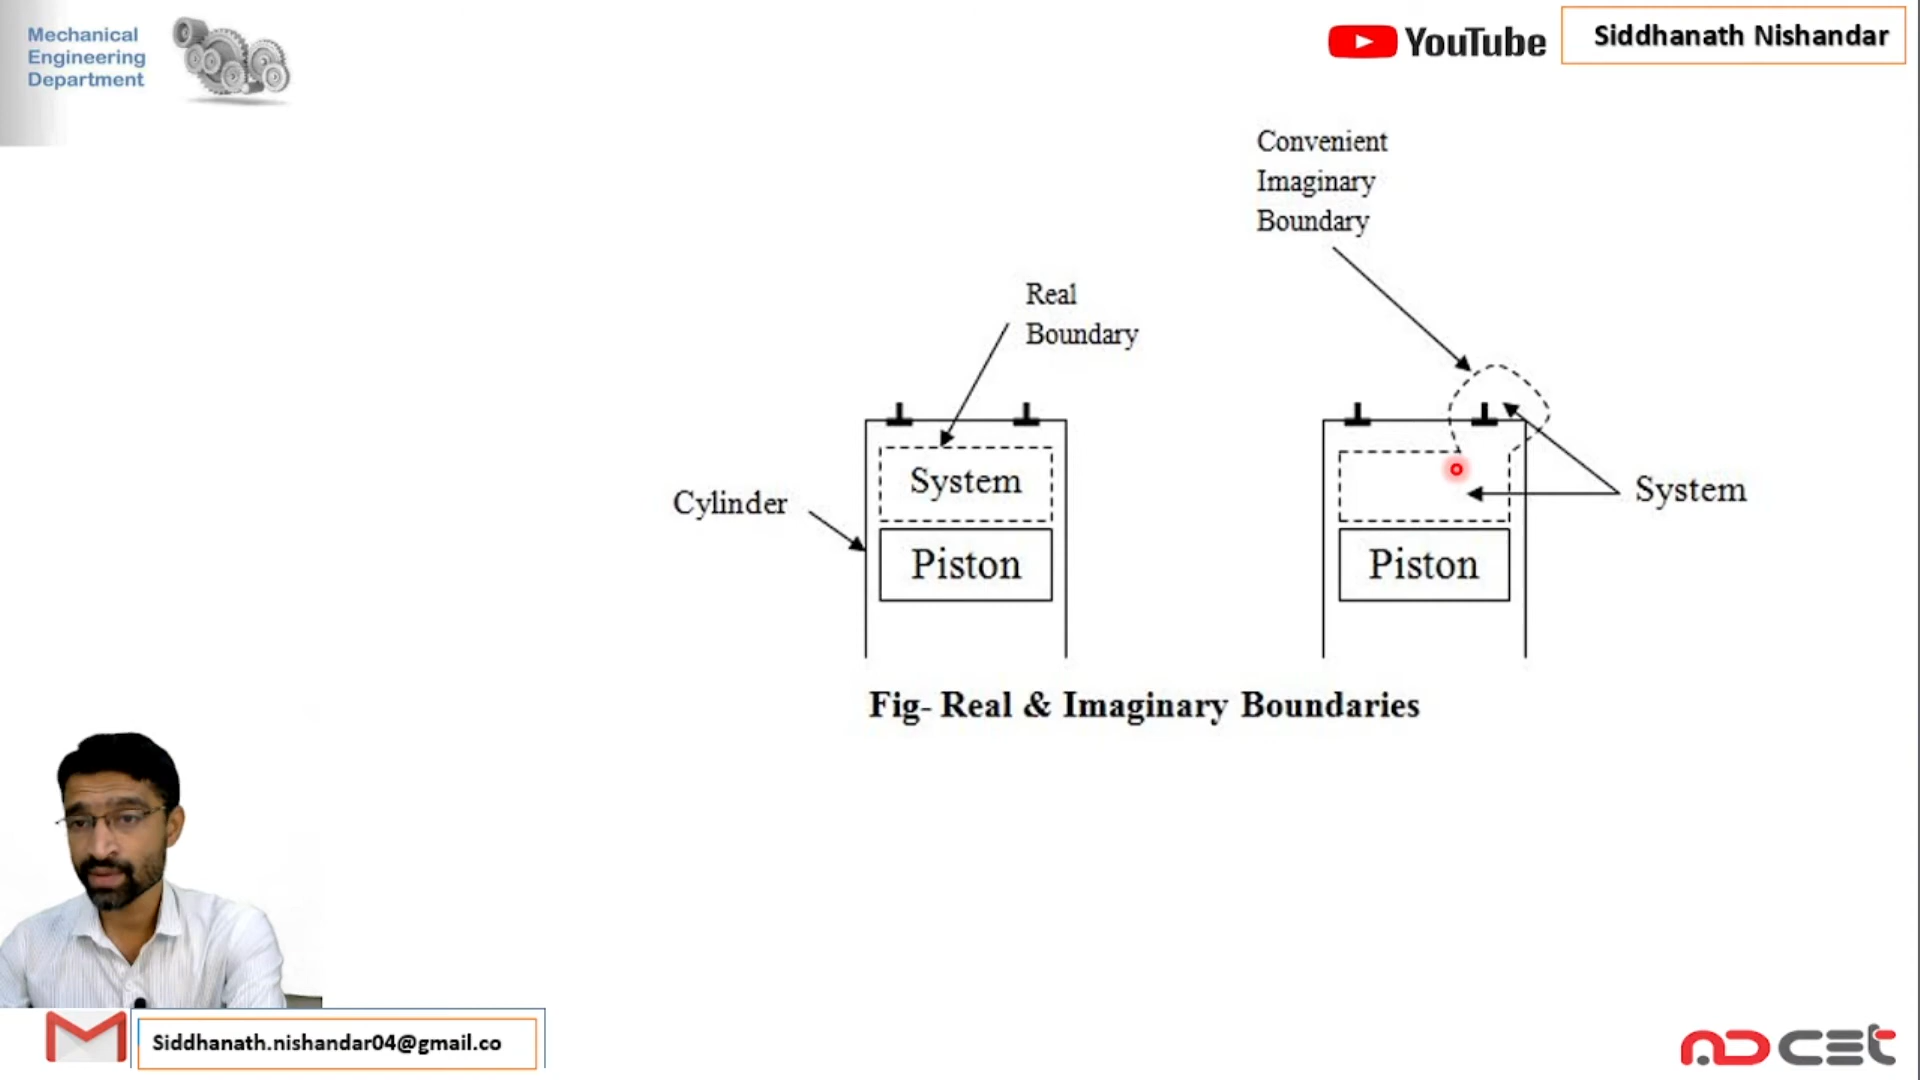 Mechanical
Engineering
Department
YouTube
Siddhanath Nishandar
Convenient
Imaginary
Boundary
Real
Boundary
Cylinder
System
Piston
System
Piston
Fig- Real & Imaginary Boundaries
Siddhanath.nishandar04@gmail.co
ADCET